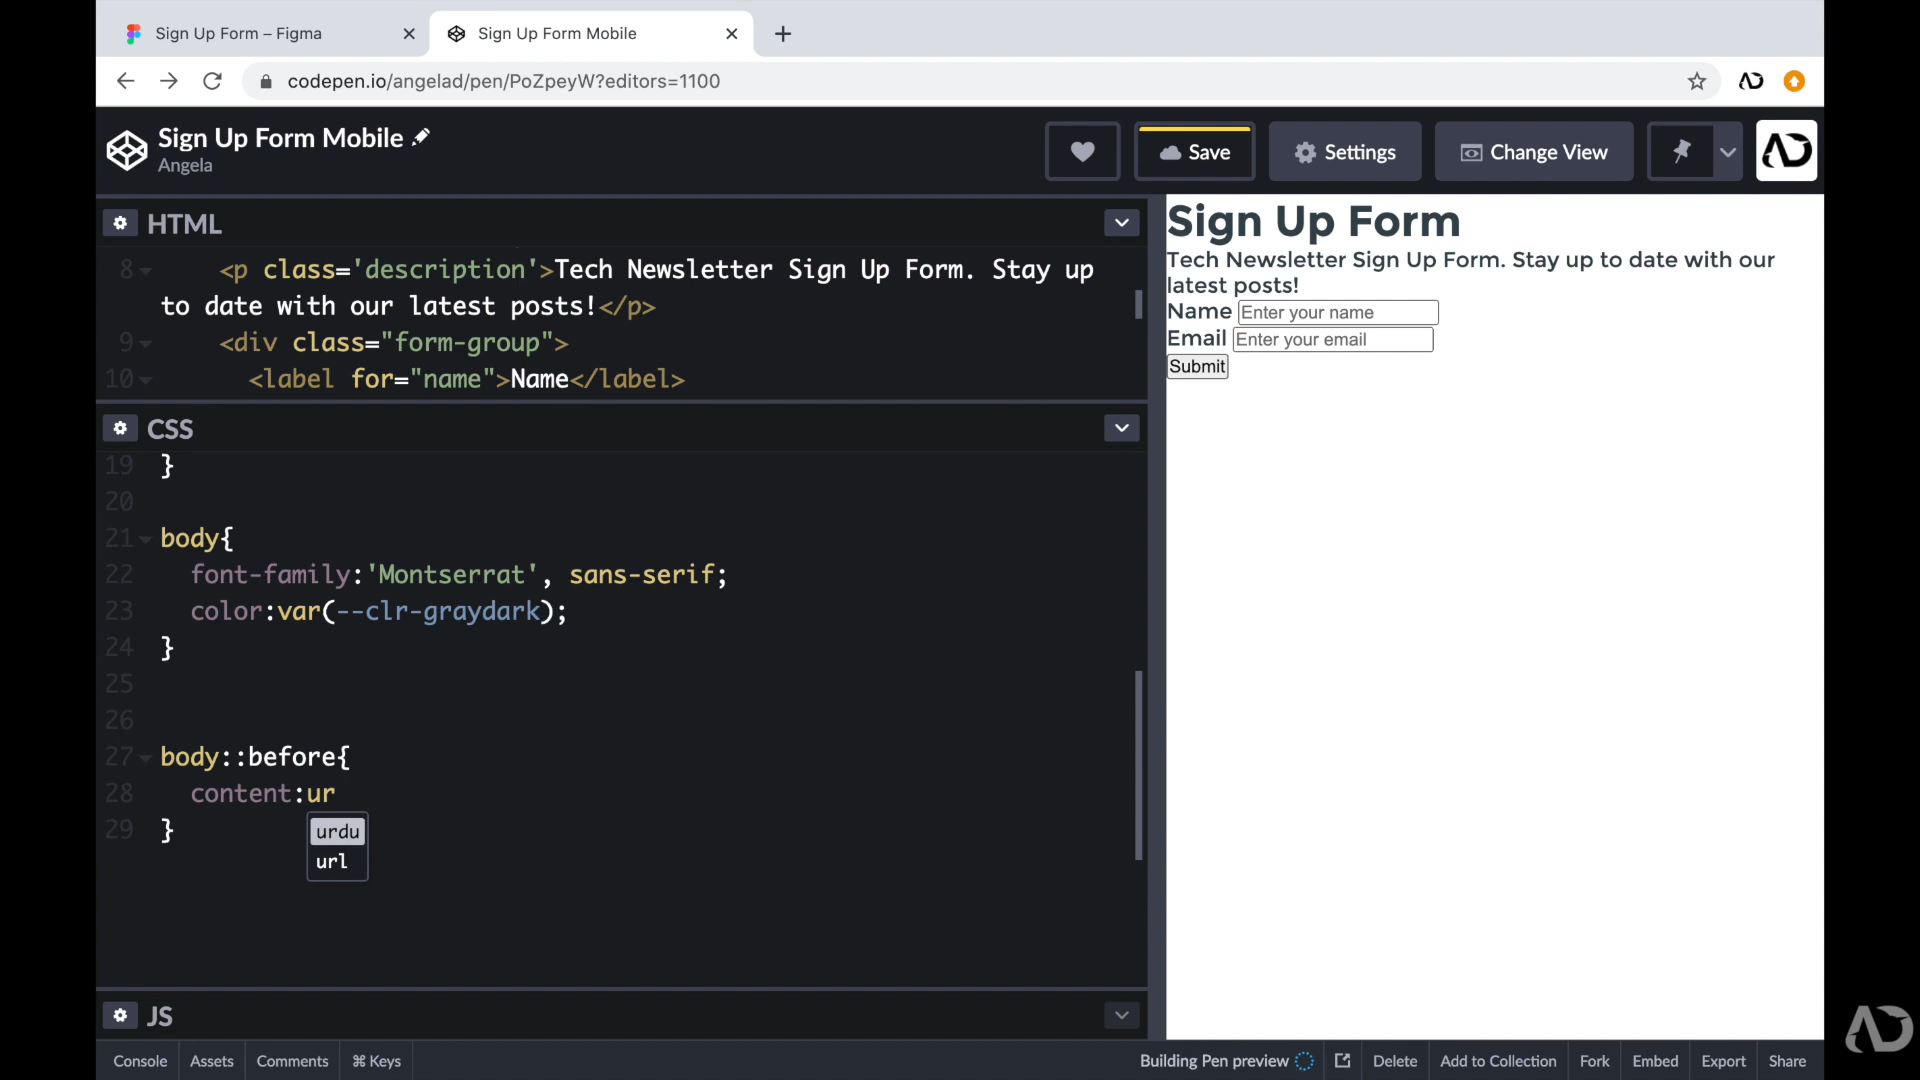 Sign Up Form – Figma
Sign Up Form Mobile
codepen.io/angelad/pen/PoZpeyW?editors=1100
Sign Up Form Mobile
Angela
Save
Settings
Change View
HTML
8 <p class='description'>Tech Newsletter Sign Up Form. Stay up
to date with our latest posts!</p>
9 <div class="form-group">
10 <label for="name">Name</label>
CSS
19 }
20
21 body{
22 font-family:'Montserrat', sans-serif;
23 color:var(--clr-graydark);
24 }
25
26
27 body::before{
28 content:ur
29 }
urdu
url
JS
Sign Up Form
Tech Newsletter Sign Up Form. Stay up to date with our
latest posts!
Name Enter your name
Email Enter your email
Submit
Console Assets Comments ⌘ Keys Building Pen preview Delete Add to Collection Fork Embed Export Share